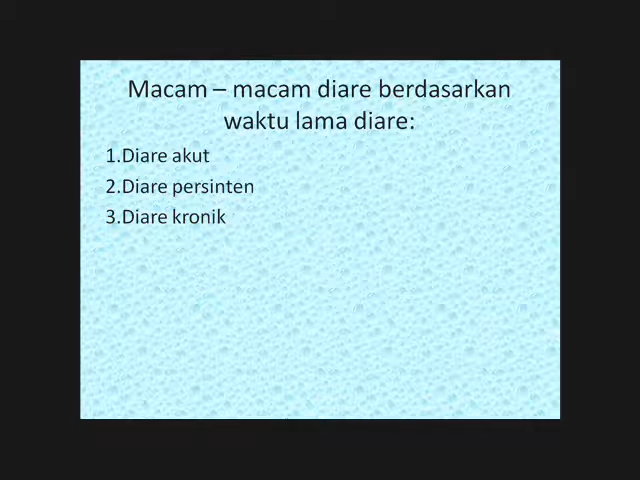 Macam – macam diare berdasarkan
waktu lama diare:
1.Diare akut
2.Diare persinten
3.Diare kronik